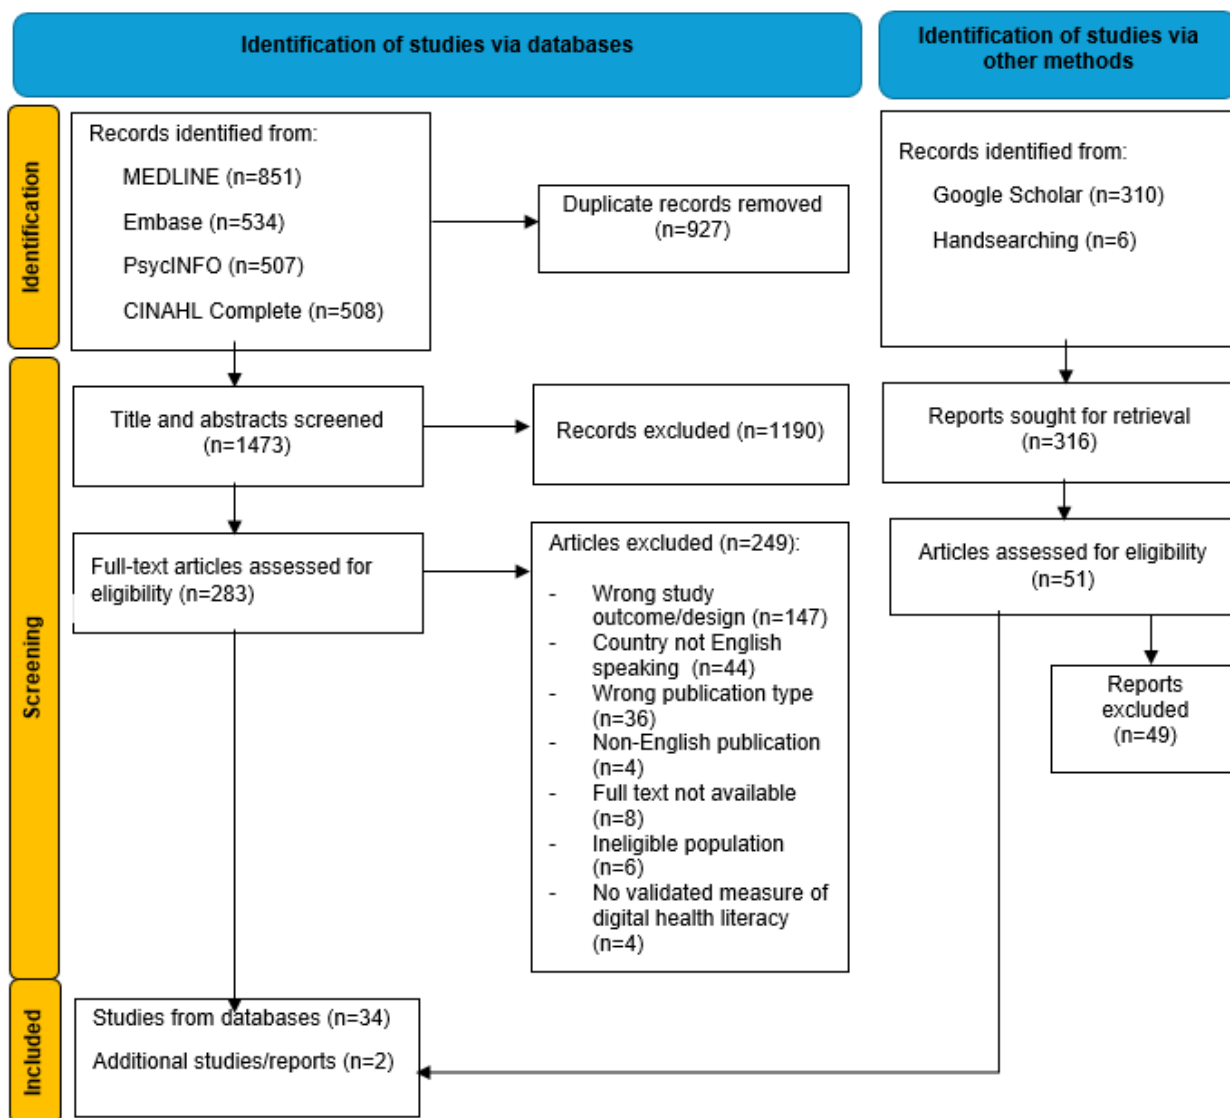 Identification of studies via databases
Identification of studies via
other methods
Identification
Records identified from:
MEDLINE (n=851)
Embase (n=534)
PsycINFO (n=507)
CINAHL Complete (n=508)
Duplicate records removed
(n=927)
Records identified from:
Google Scholar (n=310)
Handsearching (n=6)
Screening
Title and abstracts screened
(n=1473)
Records excluded (n=1190)
Reports sought for retrieval
(n=316)
Full-text articles assessed for
eligibility (n=283)
Articles excluded (n=249):
- Wrong study
outcome/design (n=147)
- Country not English
speaking (n=44)
- Wrong publication type
(n=36)
- Non-English publication
(n=4)
- Full text not available
(n=8)
- Ineligible population
(n=6)
- No validated measure of
digital health literacy
(n=4)
Articles assessed for eligibility
(n=51)
Reports
excluded
(n=49)
Included
Studies from databases (n=34)
Additional studies/reports (n=2)